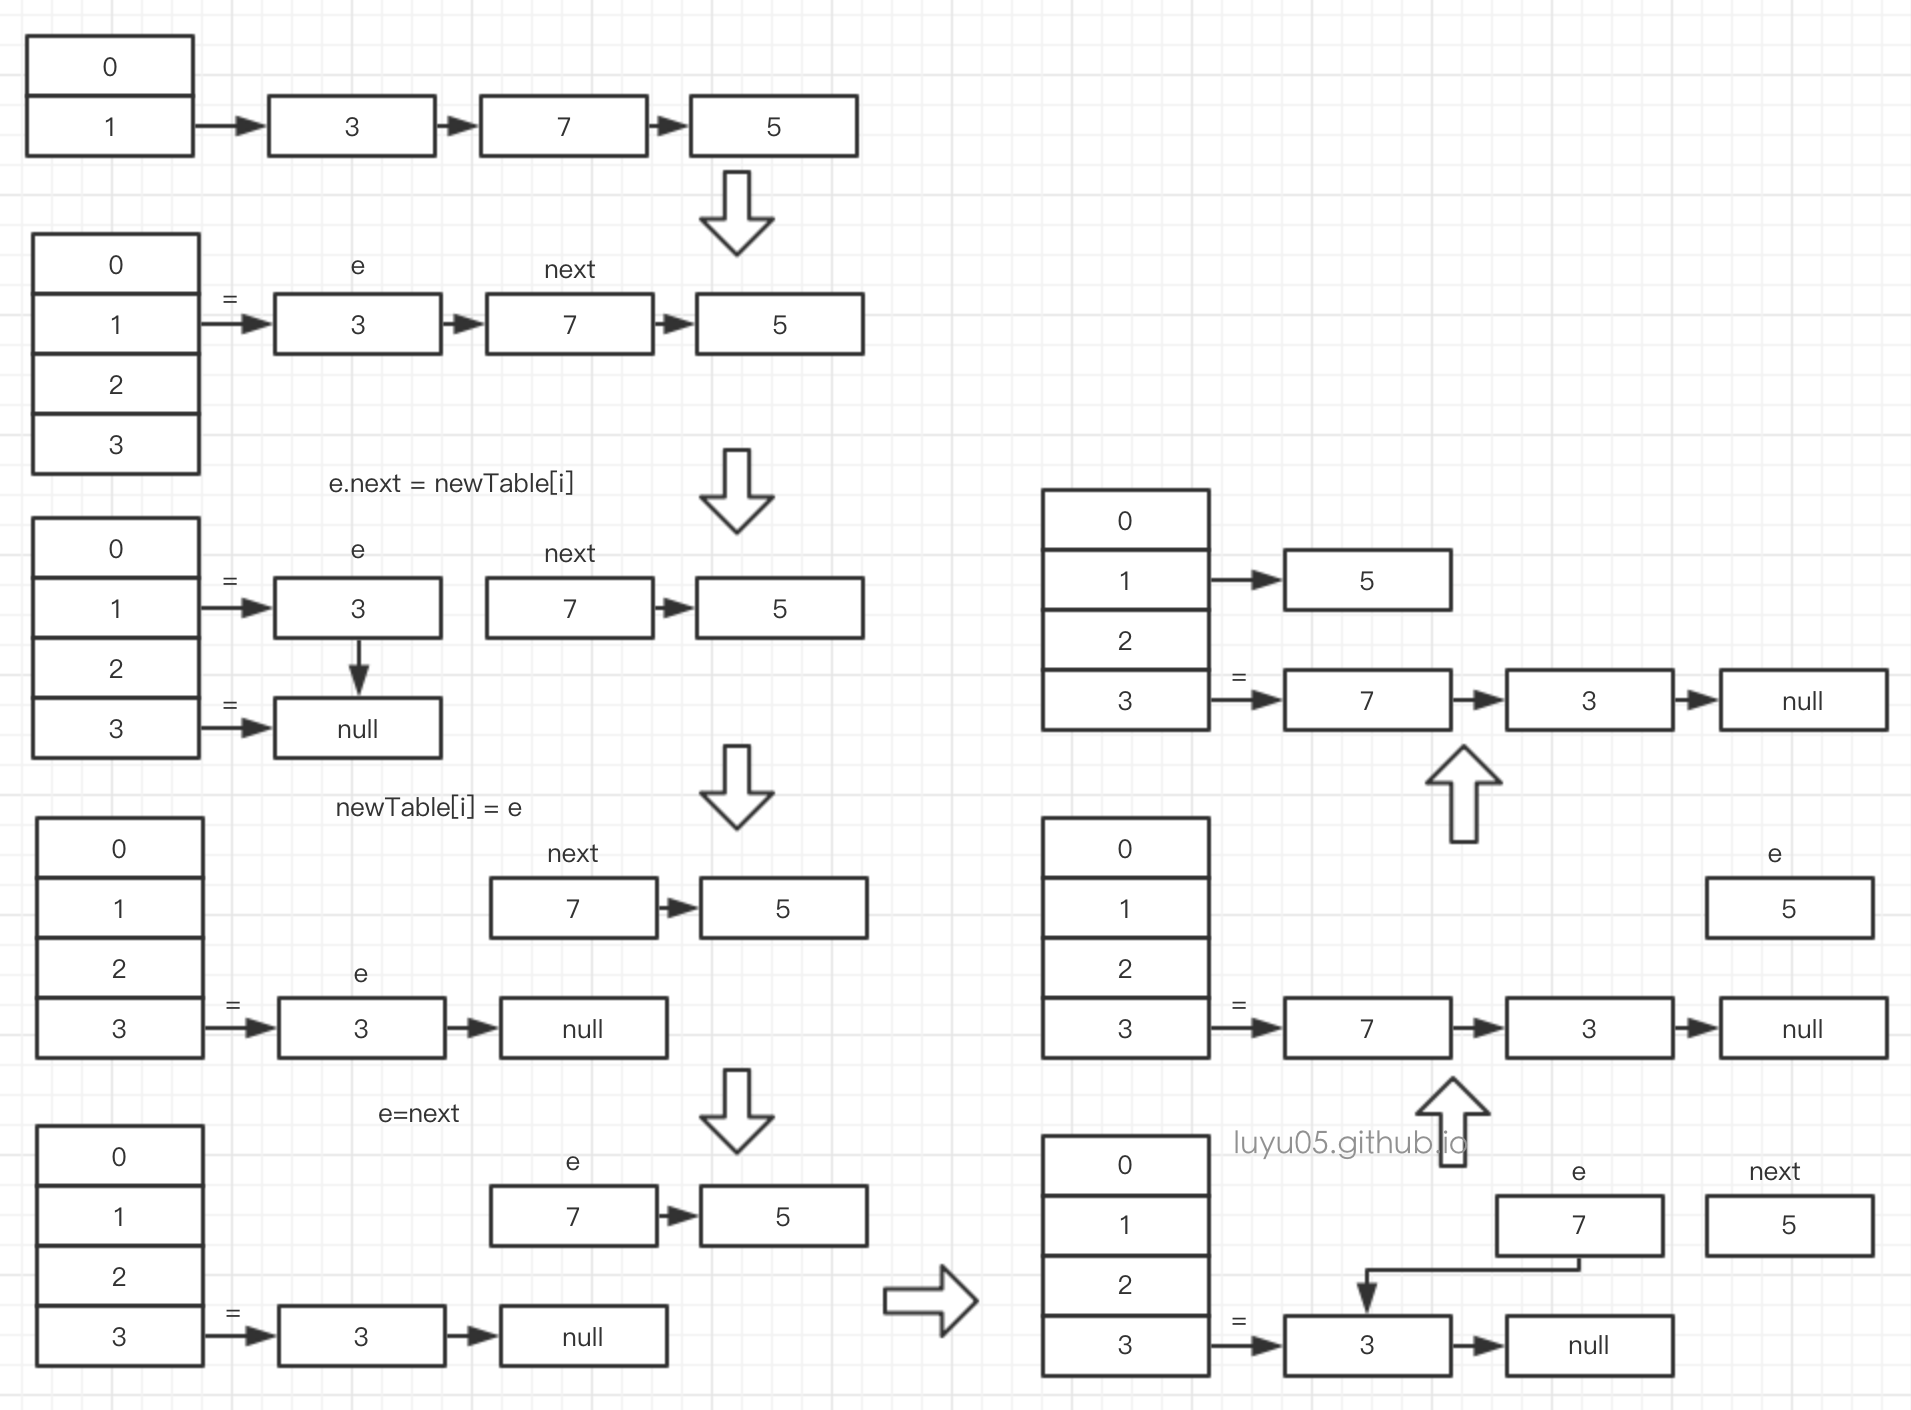 0
1 3 7 5
0
e next
= 
1 3 7 5
2
3
e.next = newTable[i]
0
e next
=
1 3 7 5
2
=
3 null
newTable[i] = e
0
next
1 7 5
2
e
=
3 3 null
e=next
0
e
1 7 5
2
=
3 3 null
0
1 5
2
=
3 7 3 null
0
e
1 5
2
=
3 7 3 null
luyu05.github.io
0
e next
1 7 5
2
=
3 3 null